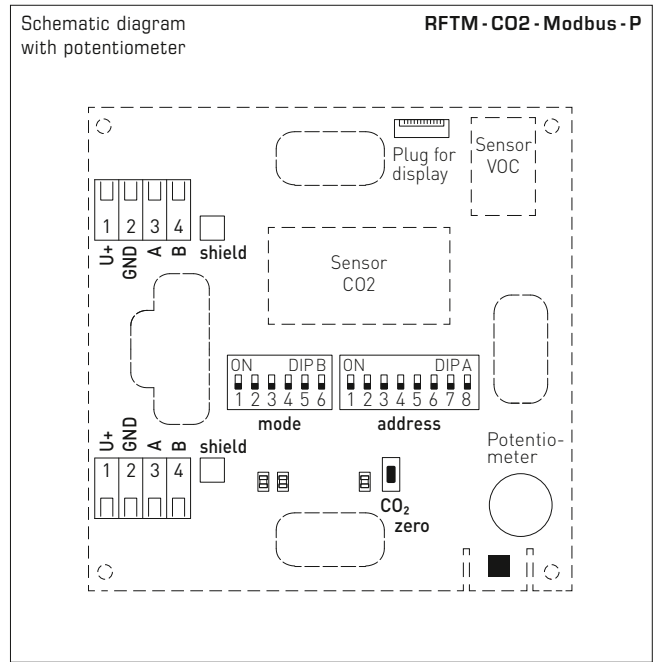 Schematic diagram
with potentiometer
RFTM - CO2 - Modbus - P
Plug for
display
Sensor
VOC
1 2 3 4
U+ GND A B shield
Sensor
CO2
ON DIP B
1 2 3 4 5 6
mode
ON DIP A
1 2 3 4 5 6 7 8
address
U+ GND A B shield
1 2 3 4
Potentio-
meter
CO₂
zero